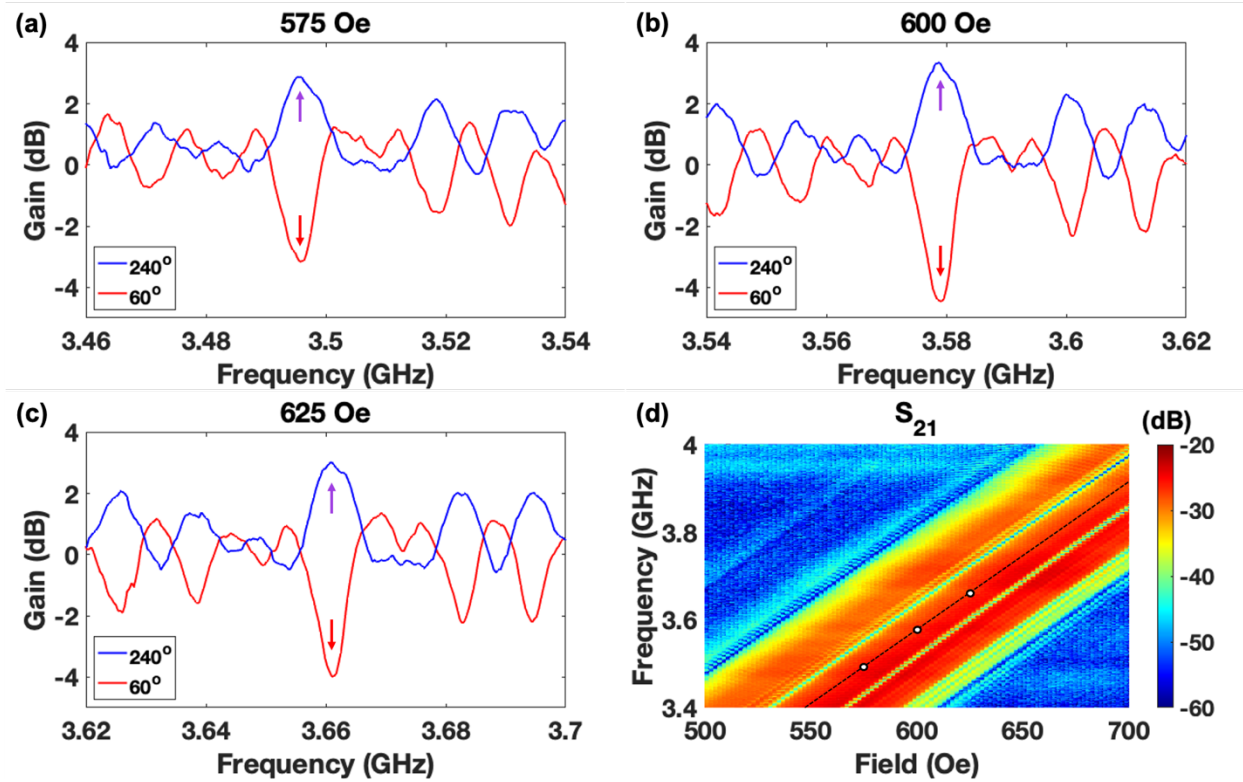 (a) 575 Oe
Gain (dB)
4
2
0
-2
-4
240°
60°
3.46 3.48 3.5 3.52 3.54
Frequency (GHz)
(b) 600 Oe
Gain (dB)
4
2
0
-2
-4
240°
60°
3.54 3.56 3.58 3.6 3.62
Frequency (GHz)
(c) 625 Oe
Gain (dB)
4
2
0
-2
-4
240°
60°
3.62 3.64 3.66 3.68 3.7
Frequency (GHz)
(d) S21 (dB)
Frequency (GHz)
4
3.8
3.6
3.4
500 550 600 650 700
Field (Oe)
-20
-30
-40
-50
-60